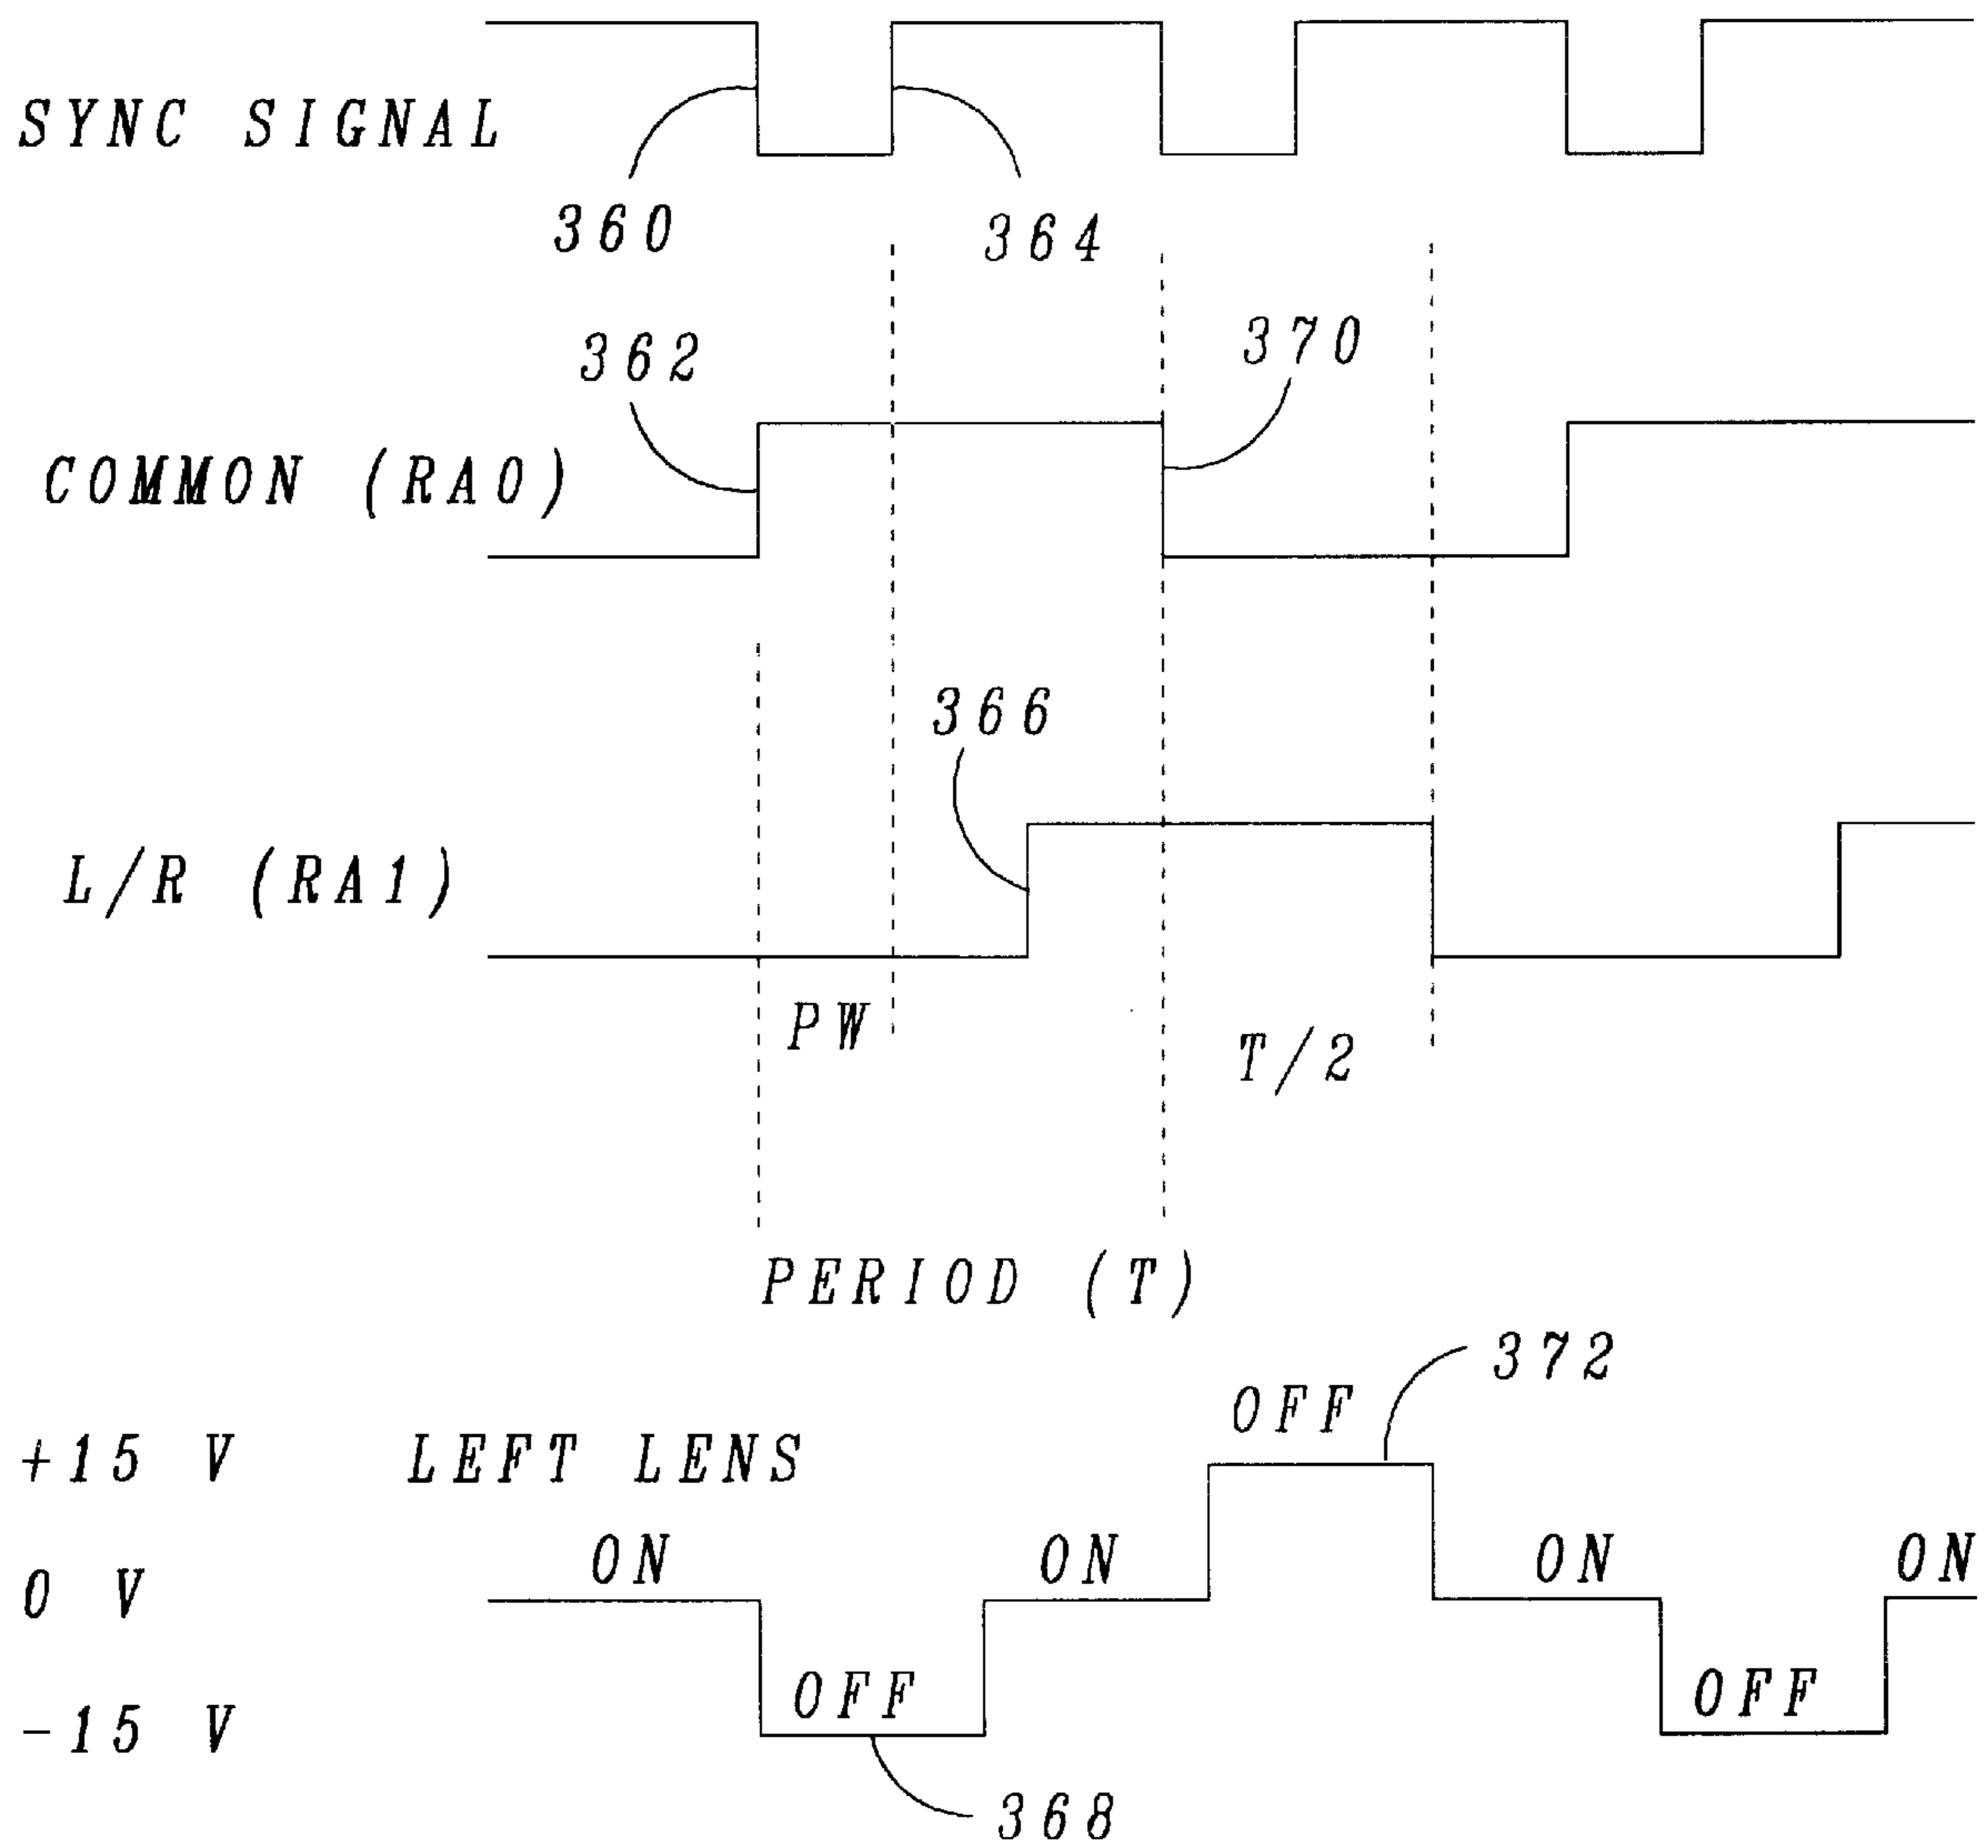 SYNC SIGNAL
360
364
362
370
COMMON (RA0)
366
L/R (RA1)
PW
T/2
PERIOD (T)
372
OFF
+15 V LEFT LENS
ON ON ON ON
0 V
OFF OFF
-15 V
368